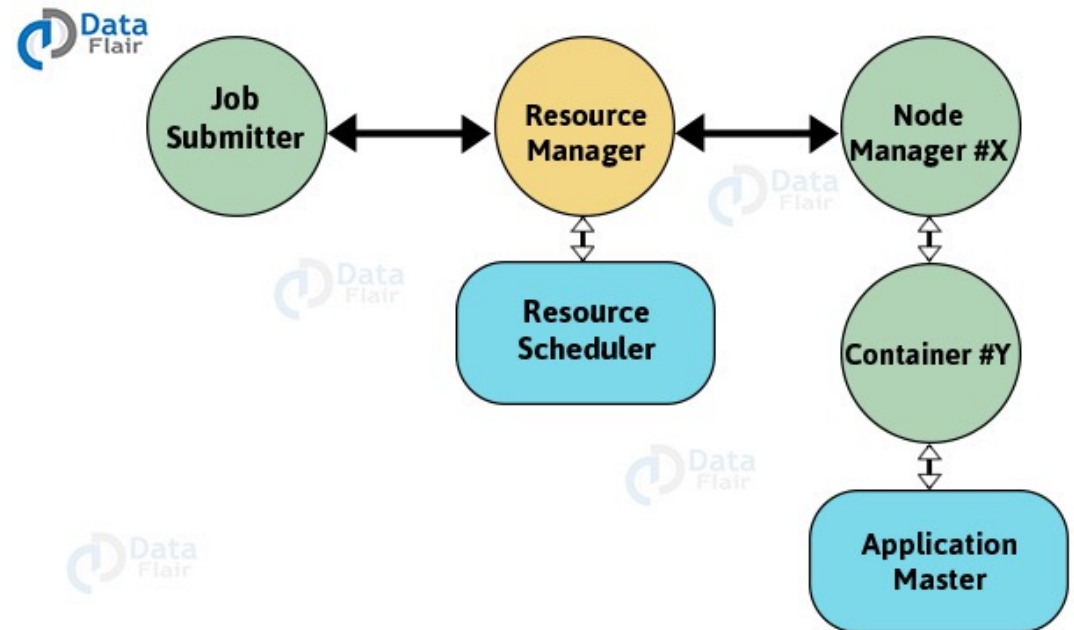 Data
Flair
Job
Submitter
Resource
Manager
Node
Manager #X
Data
Flair
Data
Flair
Resource
Scheduler
Container #Y
Data
Flair
Data
Flair
Application
Master